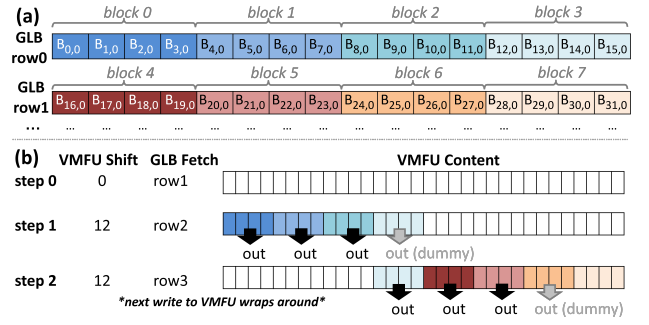 (a) block 0 block 1 block 2 block 3
GLB row0 B0,0 B1,0 B2,0 B3,0 B4,0 B5,0 B6,0 B7,0 B8,0 B9,0 B10,0 B11,0 B12,0 B13,0 B14,0 B15,0
block 4 block 5 block 6 block 7
GLB row1 B16,0 B17,0 B18,0 B19,0 B20,0 B21,0 B22,0 B23,0 B24,0 B25,0 B26,0 B27,0 B28,0 B29,0 B30,0 B31,0
... ... ... ... ... ... ... ... ... ... ... ... ... ... ... ... ...
(b) VMFU Shift GLB Fetch VMFU Content
step 0 0 row1
step 1 12 row2
out out out out (dummy)
step 2 12 row3
*next write to VMFU wraps around*
out out out out (dummy)